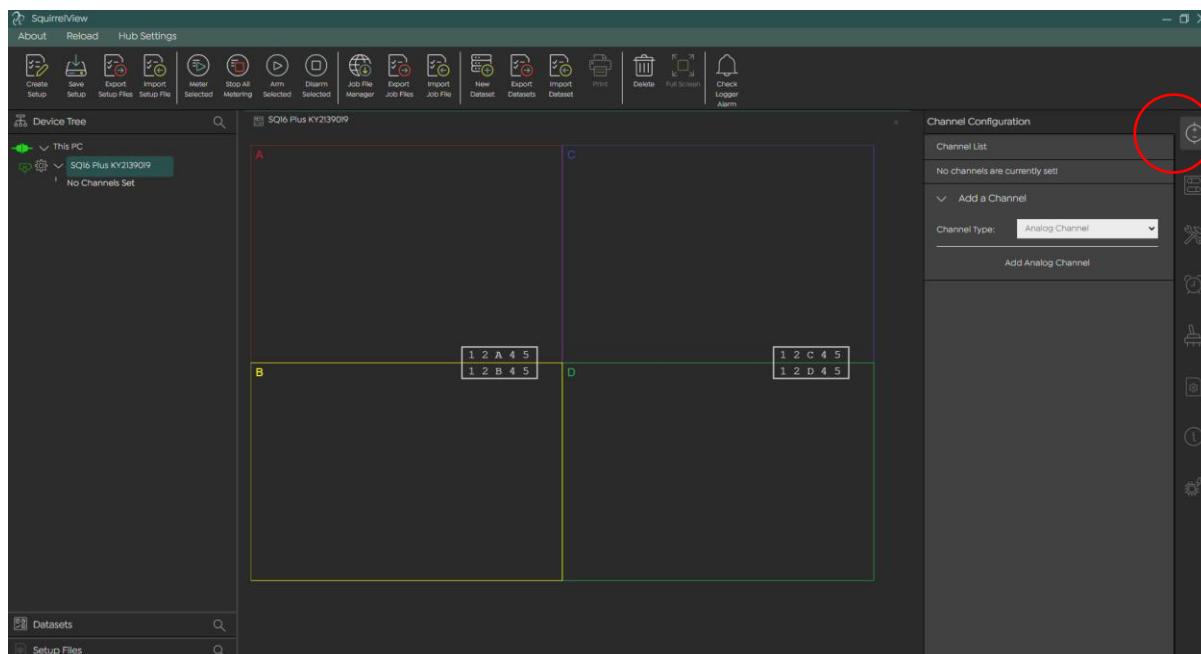 SquirrelView
About Reload Hub Settings
Create Setup
Save Setup
Export Setup Files
Import Setup File
Meter Selected
Stop All Metering
Arm Selected
Disarm Selected
Job File Manager
Export Job Files
Import Job File
New Dataset
Export Datasets
Import Dataset
Print
Delete
Full Screen
Check Logger Alarm
Device Tree
This PC
SQ16 Plus KY2139019
No Channels Set
Datasets
Setup Files
SQ16 Plus KY2139019
A
C
1 2 A 4 5
1 2 C 4 5
1 2 B 4 5
1 2 D 4 5
B
D
Channel Configuration
Channel List
No channels are currently set!
Add a Channel
Channel Type: Analog Channel
Add Analog Channel